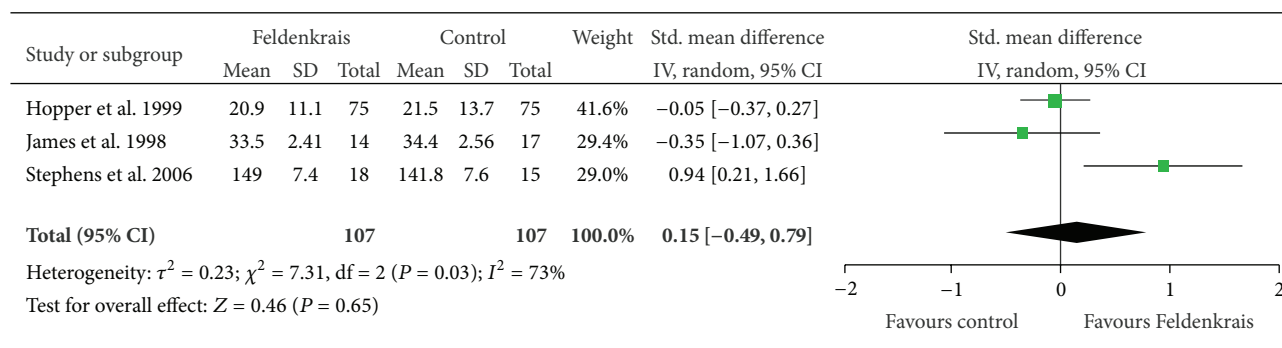 Study or subgroup Feldenkrais Control Weight Std. mean difference Std. mean difference
Mean SD Total Mean SD Total IV, random, 95% CI IV, random, 95% CI
Hopper et al. 1999 20.9 11.1 75 21.5 13.7 75 41.6% −0.05 [−0.37, 0.27]
James et al. 1998 33.5 2.41 14 34.4 2.56 17 29.4% −0.35 [−1.07, 0.36]
Stephens et al. 2006 149 7.4 18 141.8 7.6 15 29.0% 0.94 [0.21, 1.66]
Total (95% CI) 107 107 100.0% 0.15 [−0.49, 0.79]
Heterogeneity: τ² = 0.23; χ² = 7.31, df = 2 (P = 0.03); I² = 73%
Test for overall effect: Z = 0.46 (P = 0.65)
−2 −1 0 1 2
Favours control Favours Feldenkrais